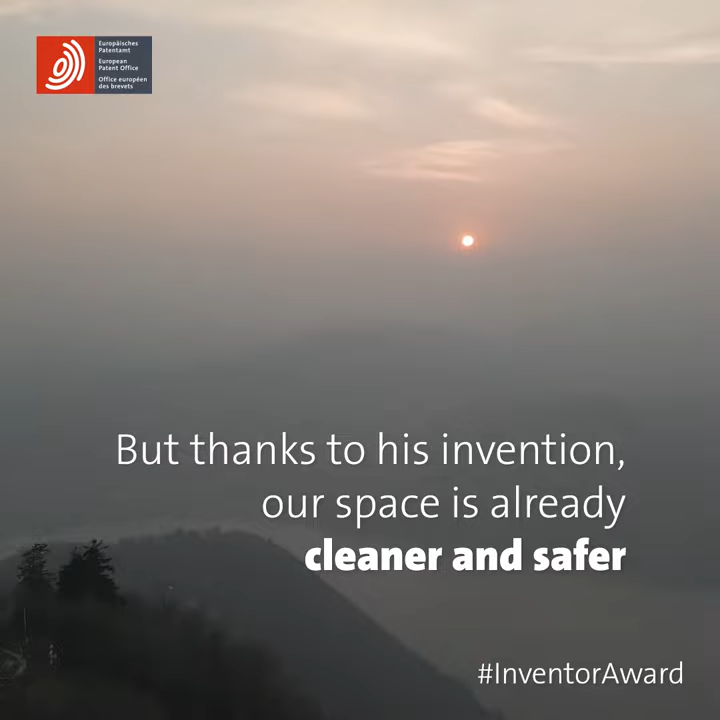 Europäisches
Patentamt
European
Patent Office
Office européen
des brevets
But thanks to his invention,
our space is already
cleaner and safer
#InventorAward